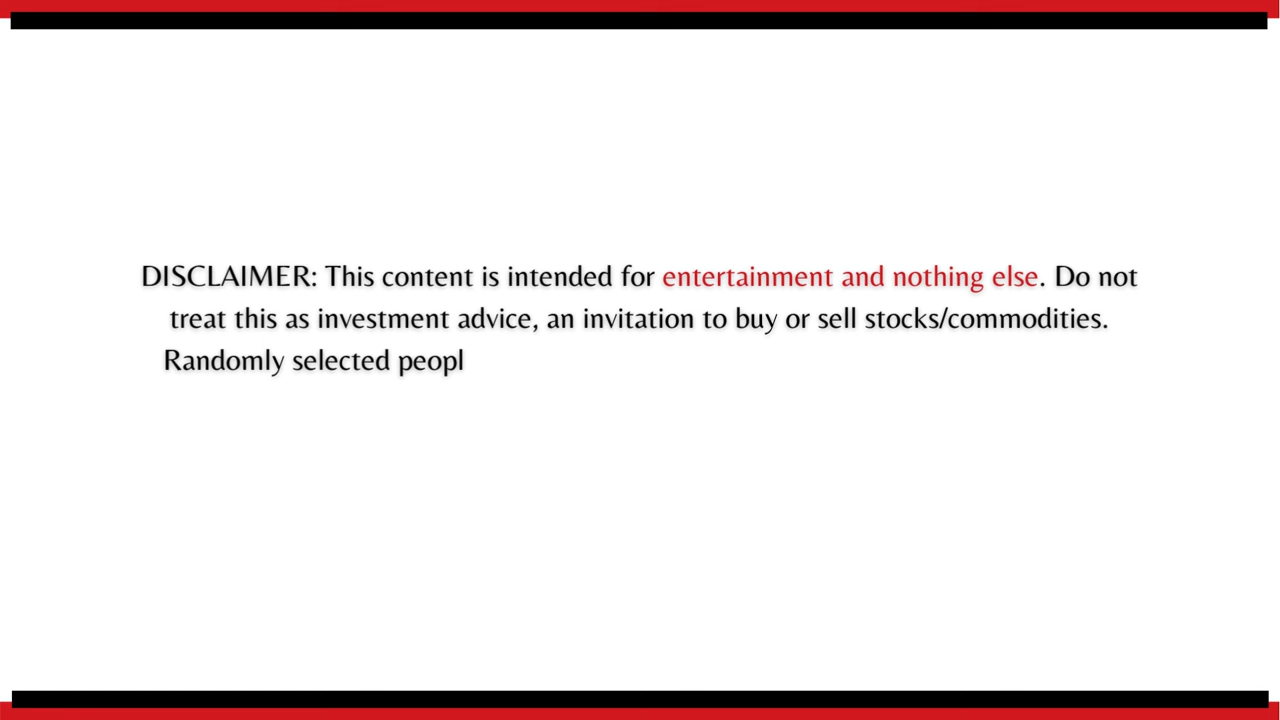 DISCLAIMER: This content is intended for entertainment and nothing else. Do not
treat this as investment advice, an invitation to buy or sell stocks/commodities.
Randomly selected peopl